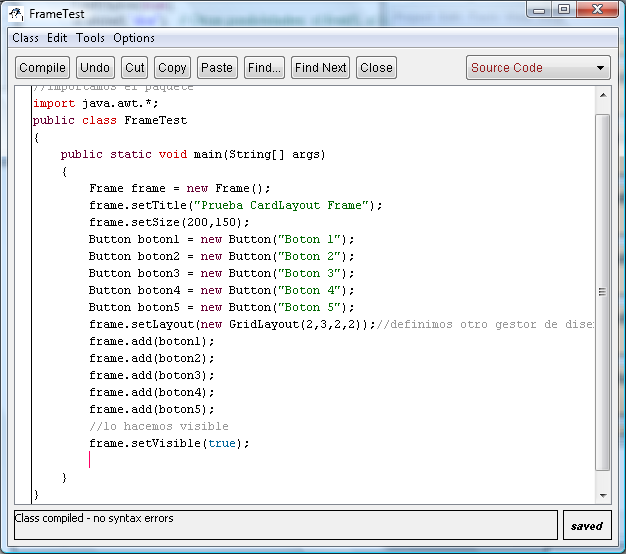 FrameTest
Class Edit Tools Options
Compile Undo Cut Copy Paste Find... Find Next Close Source Code
//importamos el paquete
import java.awt.*;
public class FrameTest
{
public static void main(String[] args)
{
Frame frame = new Frame();
frame.setTitle("Prueba CardLayout Frame");
frame.setSize(200,150);
Button boton1 = new Button("Boton 1");
Button boton2 = new Button("Boton 2");
Button boton3 = new Button("Boton 3");
Button boton4 = new Button("Boton 4");
Button boton5 = new Button("Boton 5");
frame.setLayout(new GridLayout(2,3,2,2));//definimos otro gestor de dise
frame.add(boton1);
frame.add(boton2);
frame.add(boton3);
frame.add(boton4);
frame.add(boton5);
//lo hacemos visible
frame.setVisible(true);
}
}
Class compiled - no syntax errors
saved